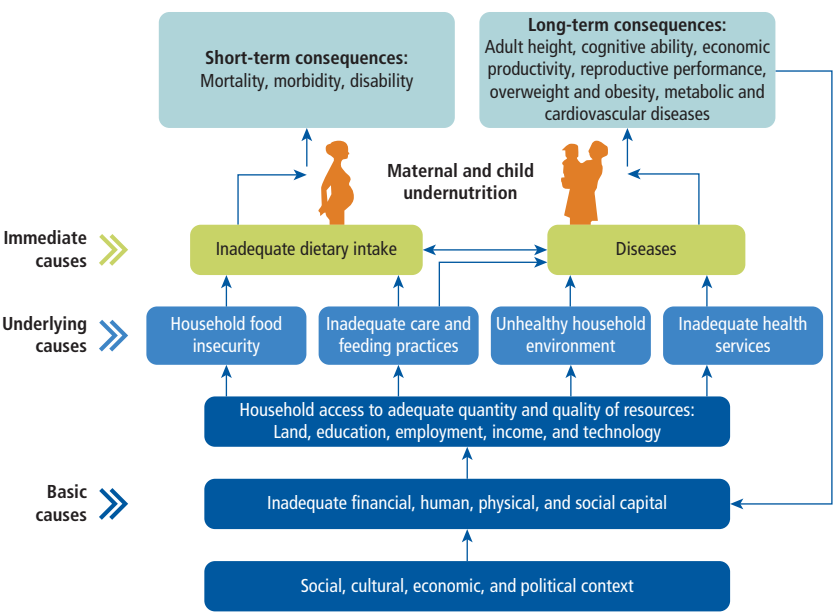 Short-term consequences:
Mortality, morbidity, disability
Long-term consequences:
Adult height, cognitive ability, economic
productivity, reproductive performance,
overweight and obesity, metabolic and
cardiovascular diseases
Maternal and child
undernutrition
Immediate
causes
Inadequate dietary intake
Diseases
Underlying
causes
Household food
insecurity
Inadequate care and
feeding practices
Unhealthy household
environment
Inadequate health
services
Household access to adequate quantity and quality of resources:
Land, education, employment, income, and technology
Basic
causes
Inadequate financial, human, physical, and social capital
Social, cultural, economic, and political context